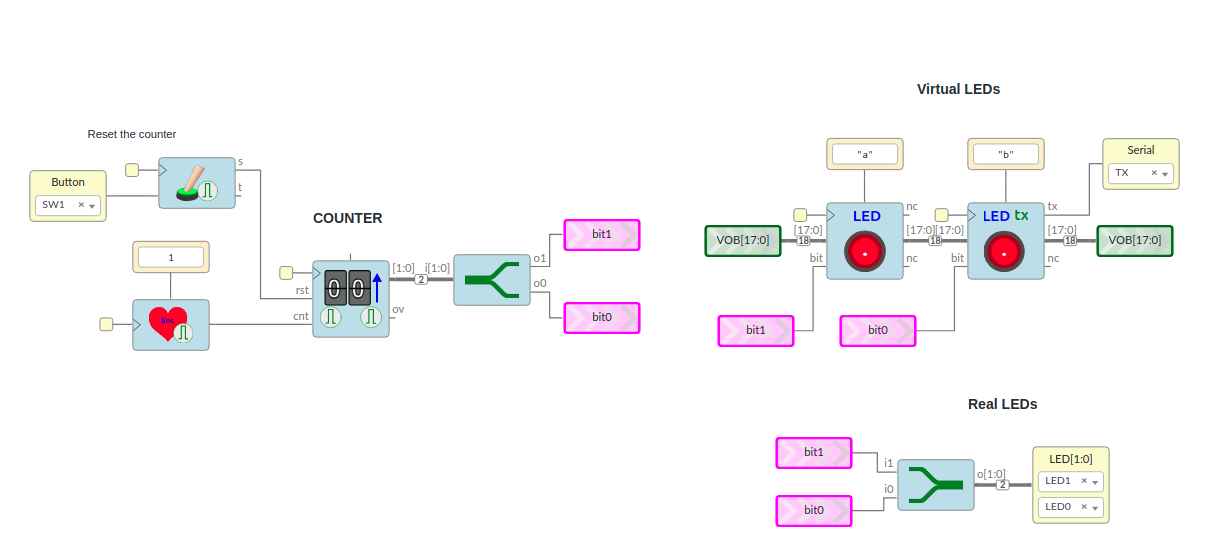 Virtual LEDs
Reset the counter
Button
SW1
s
t
1
Sec
COUNTER
00
rst
cnt
ov
[1:0]
2
i[1:0]
o1
o0
bit1
bit0
"a"
"b"
Serial
TX
VOB[17:0]
[17:0]
18
bit
LED
nc
nc
[17:0]
18
[17:0]
bit
LED tx
tx
[17:0]
18
nc
VOB[17:0]
bit1
bit0
Real LEDs
bit1
bit0
i1
i0
o[1:0]
2
LED[1:0]
LED1
LED0